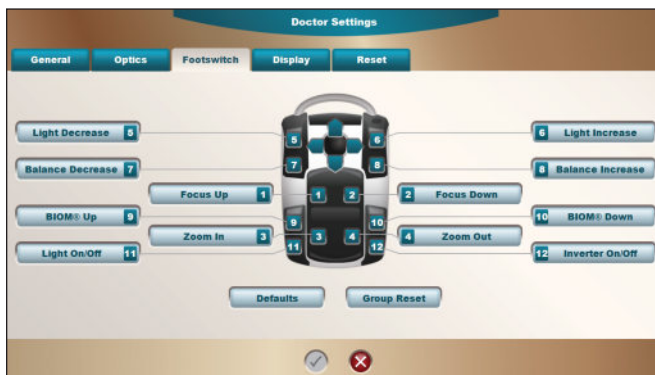 Doctor Settings
General Optics Footswitch Display Reset
Light Decrease 5 5 6 6 Light Increase
Balance Decrease 7 7 8 8 Balance Increase
Focus Up 1 1 2 2 Focus Down
BIOM® Up 9 9 10 10 BIOM® Down
Zoom In 3 3 4 4 Zoom Out
Light On/Off 11 11 12 12 Inverter On/Off
Defaults Group Reset